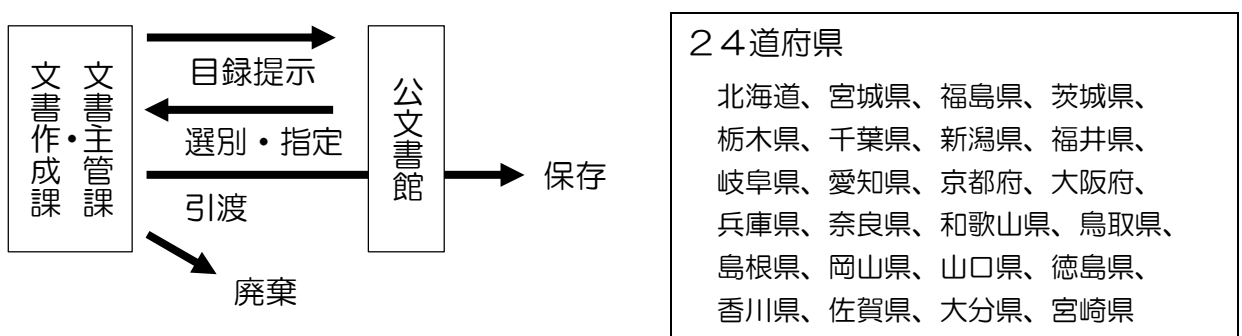 文書主管課・
文書作成課
目録提示
選別・指定
引渡
廃棄
公文書館
保存
２４道府県
北海道、宮城県、福島県、茨城県、
栃木県、千葉県、新潟県、福井県、
岐阜県、愛知県、京都府、大阪府、
兵庫県、奈良県、和歌山県、鳥取県、
島根県、岡山県、山口県、徳島県、
香川県、佐賀県、大分県、宮崎県